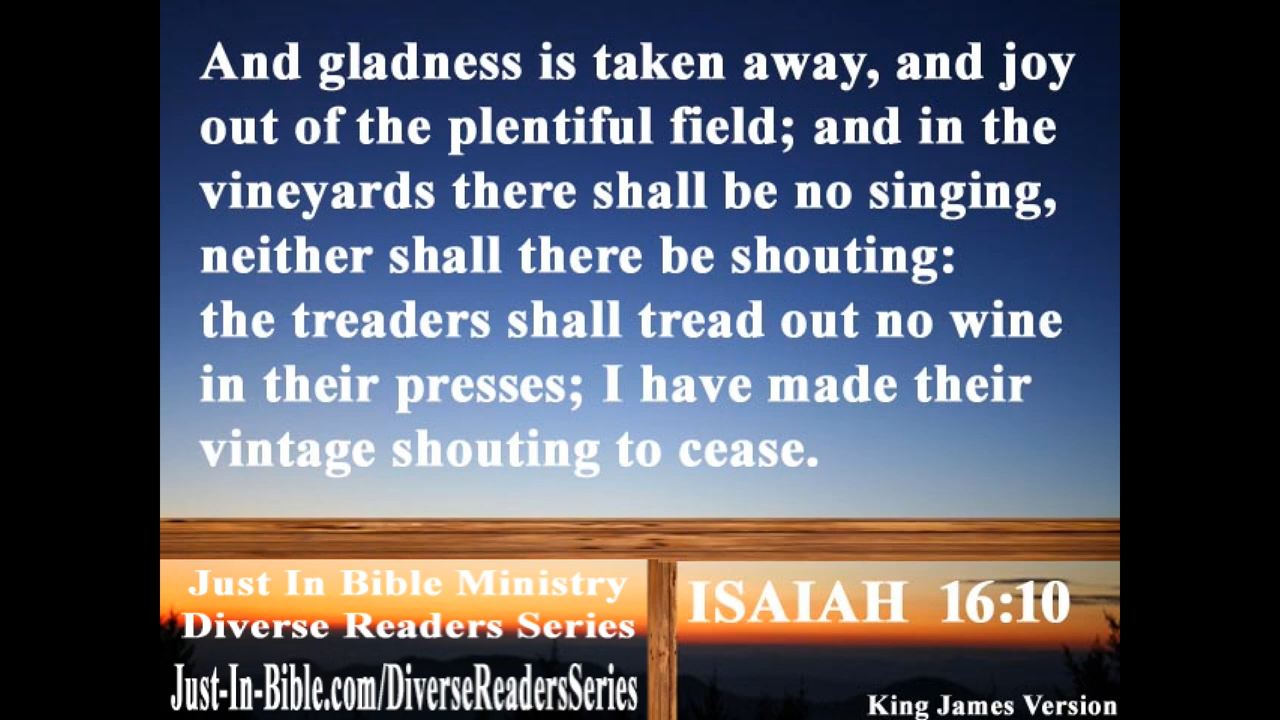 And gladness is taken away, and joy
out of the plentiful field; and in the
vineyards there shall be no singing,
neither shall there be shouting:
the treaders shall tread out no wine
in their presses; I have made their
vintage shouting to cease.
Just In Bible Ministry
Diverse Readers Series
Just-In-Bible.com/DiverseReadersSeries
ISAIAH 16:10
King James Version